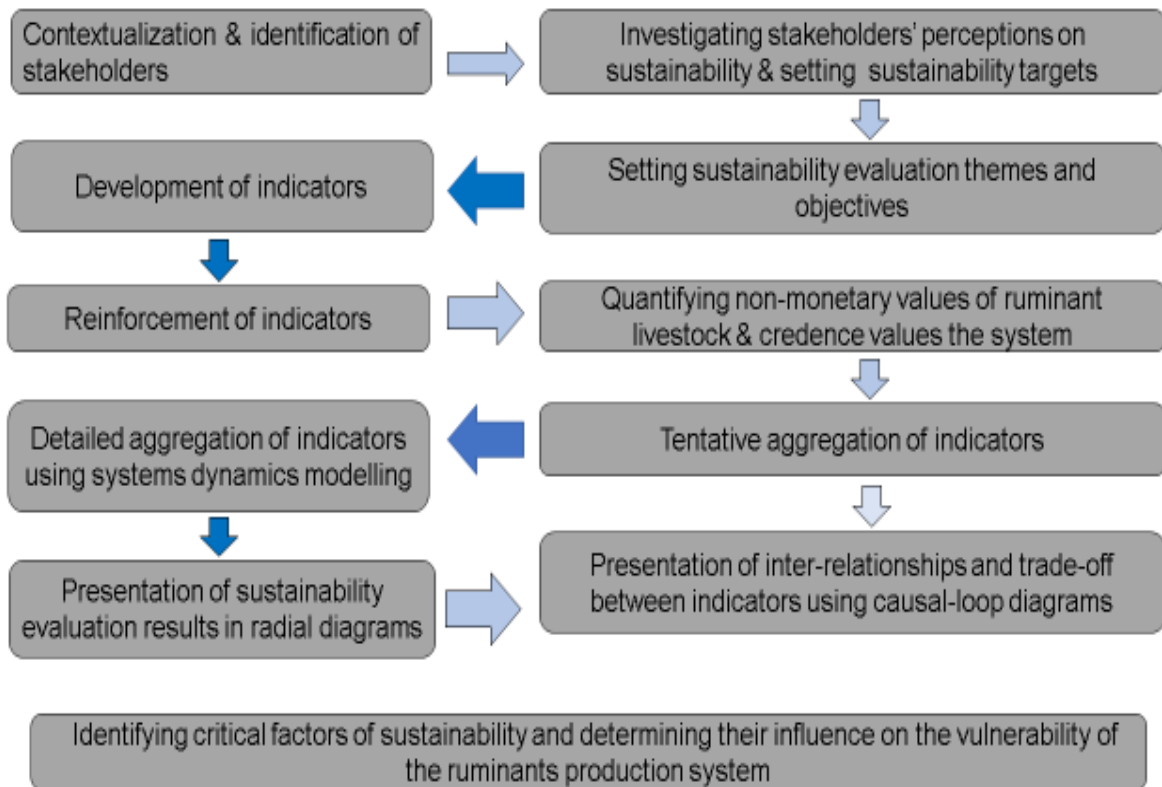 Contextualization & identification of
stakeholders
Investigating stakeholders' perceptions on
sustainability & setting sustainability targets
Setting sustainability evaluation themes and
objectives
Development of indicators
Reinforcement of indicators
Quantifying non-monetary values of ruminant
livestock & credence values the system
Tentative aggregation of indicators
Detailed aggregation of indicators
using systems dynamics modelling
Presentation of sustainability
evaluation results in radial diagrams
Presentation of inter-relationships and trade-off
between indicators using causal-loop diagrams
Identifying critical factors of sustainability and determining their influence on the vulnerability of
the ruminants production system